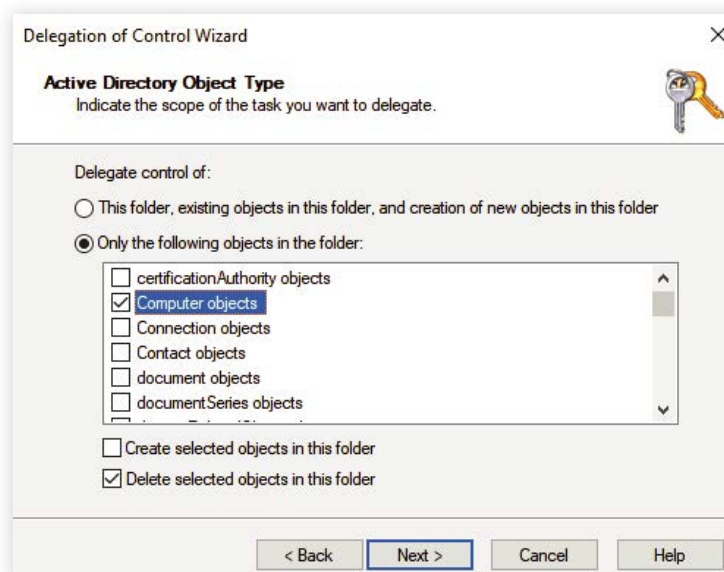 Delegation of Control Wizard
Active Directory Object Type
Indicate the scope of the task you want to delegate.
Delegate control of:
This folder, existing objects in this folder, and creation of new objects in this folder
Only the following objects in the folder:
certificationAuthority objects
Computer objects
Connection objects
Contact objects
document objects
documentSeries objects
Create selected objects in this folder
Delete selected objects in this folder
< Back Next > Cancel Help